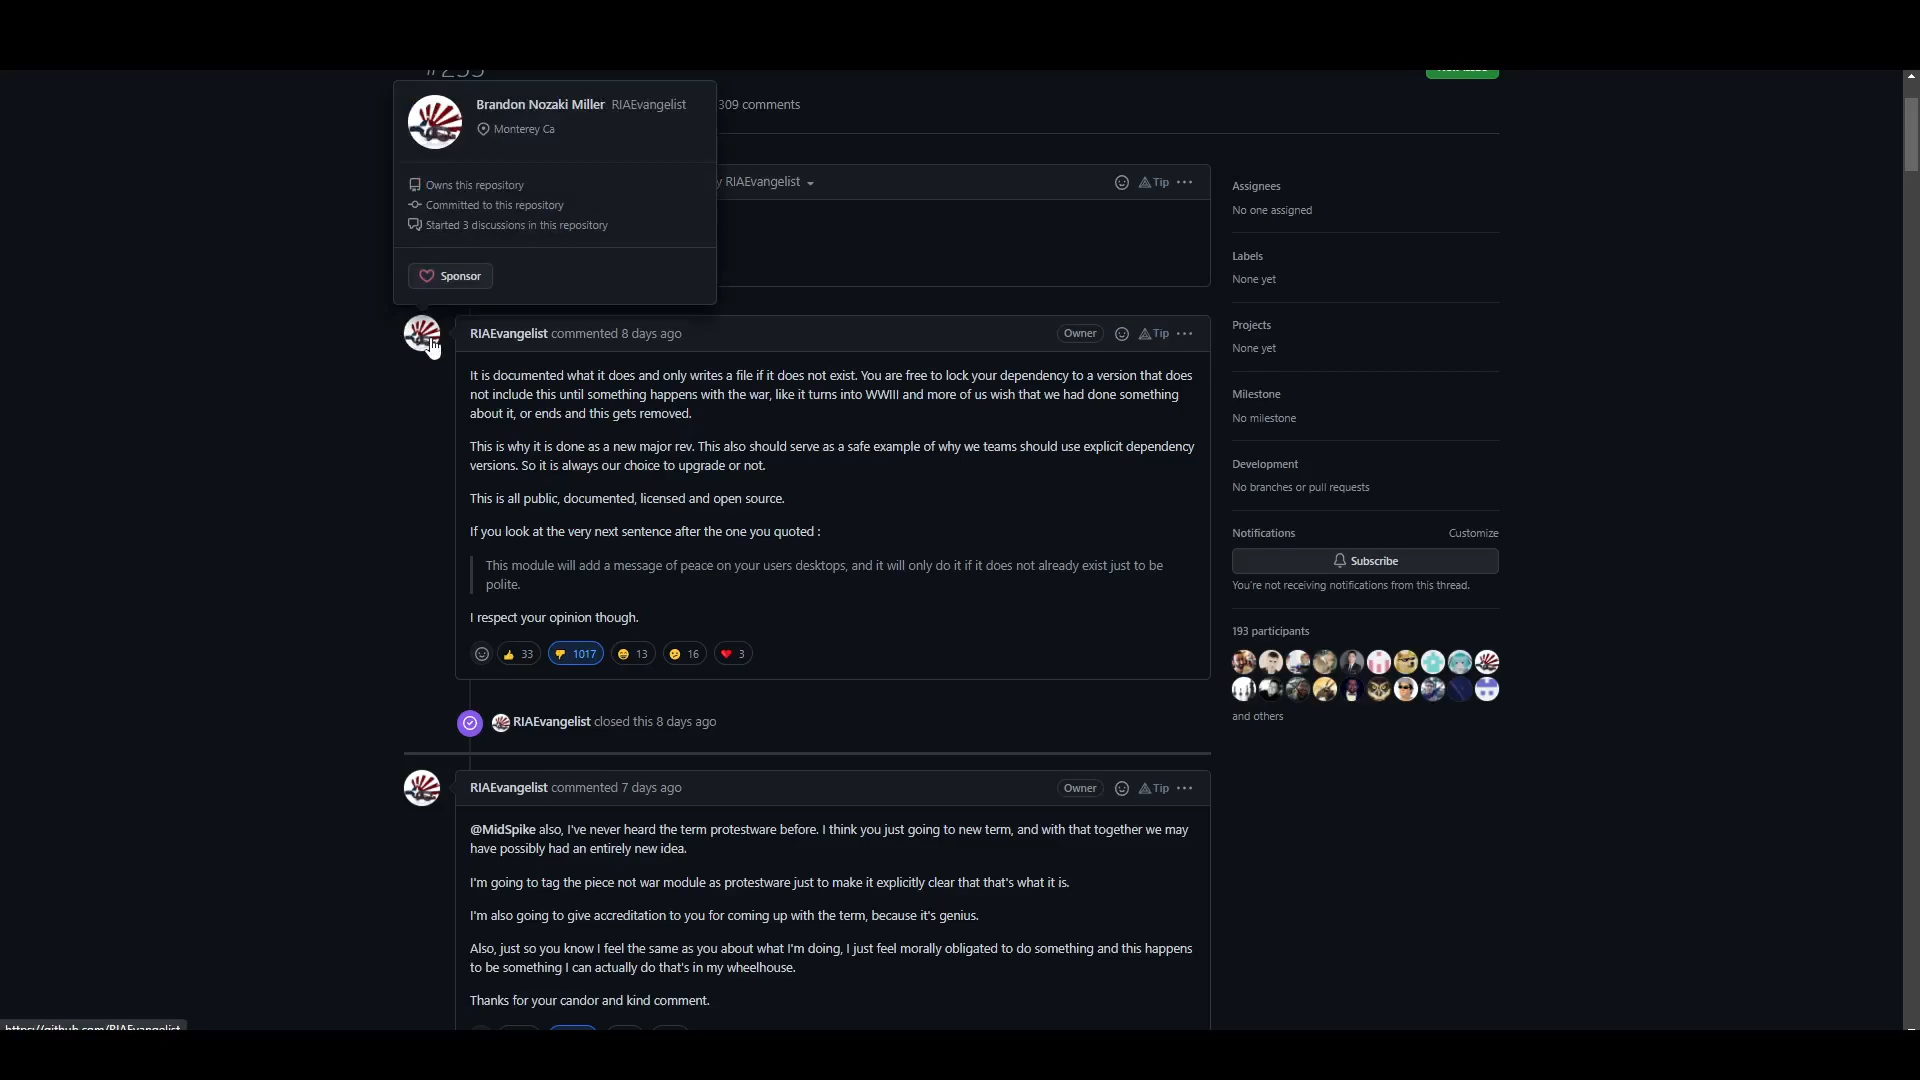 Brandon Nozaki Miller RIAEvangelist
Monterey Ca
309 comments
Owns this repository
Committed to this repository
Started 3 discussions in this repository
Sponsor
y RIAEvangelist
Tip
RIAEvangelist commented 8 days ago
Owner
Tip
It is documented what it does and only writes a file if it does not exist. You are free to lock your dependency to a version that does
not include this until something happens with the war, like it turns into WWIII and more of us wish that we had done something
about it, or ends and this gets removed.
This is why it is done as a new major rev. This also should serve as a safe example of why we teams should use explicit dependency
versions. So it is always our choice to upgrade or not.
This is all public, documented, licensed and open source.
If you look at the very next sentence after the one you quoted :
This module will add a message of peace on your users desktops, and it will only do it if it does not already exist just to be
polite.
I respect your opinion though.
33 1017 13 16 3
RIAEvangelist closed this 8 days ago
RIAEvangelist commented 7 days ago
Owner
Tip
@MidSpike also, I've never heard the term protestware before. I think you just going to new term, and with that together we may
have possibly had an entirely new idea.
I'm going to tag the piece not war module as protestware just to make it explicitly clear that that's what it is.
I'm also going to give accreditation to you for coming up with the term, because it's genius.
Also, just so you know I feel the same as you about what I'm doing, I just feel morally obligated to do something and this happens
to be something I can actually do that's in my wheelhouse.
Thanks for your candor and kind comment.
Assignees
No one assigned
Labels
None yet
Projects
None yet
Milestone
No milestone
Development
No branches or pull requests
Notifications
Customize
Subscribe
You're not receiving notifications from this thread.
193 participants
and others
https://github.com/RIAEvangelist